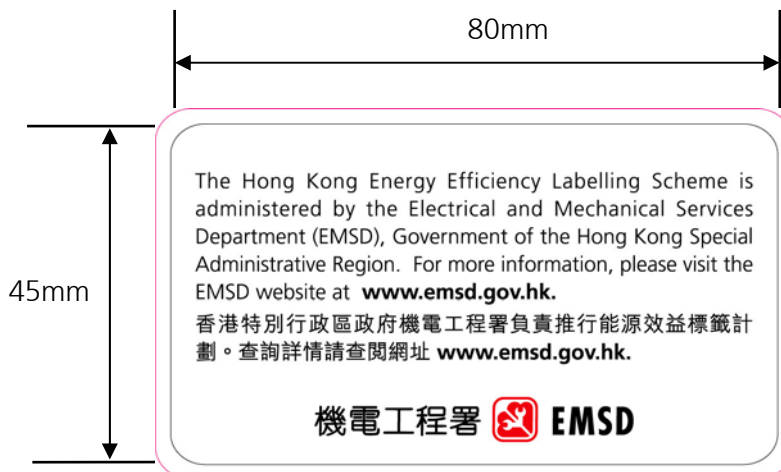 80mm
The Hong Kong Energy Efficiency Labelling Scheme is
administered by the Electrical and Mechanical Services
Department (EMSD), Government of the Hong Kong Special
Administrative Region. For more information, please visit the
45mm
EMSD website at www.emsd.gov.hk.
香港特別行政區政府機電工程署負責推行能源效益標籤計
劃。查詢詳情請查閱網址 www.emsd.gov.hk.
機電工程署 EMSD